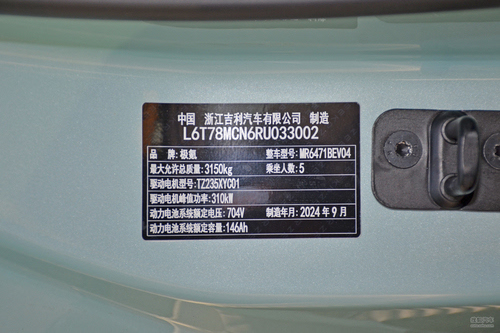 中国 浙江吉利汽车有限公司 制造
L6T78MCN6RU033002
品牌:极氪 整车型号:MR6471BEV04
最大允许总质量:3150kg 乘坐人数:5
驱动电机型号:TZ235XYC01
驱动电机峰值功率:310kW
动力电池系统额定电压:704V 制造年月:2024年9月
动力电池系统额定容量:146Ah